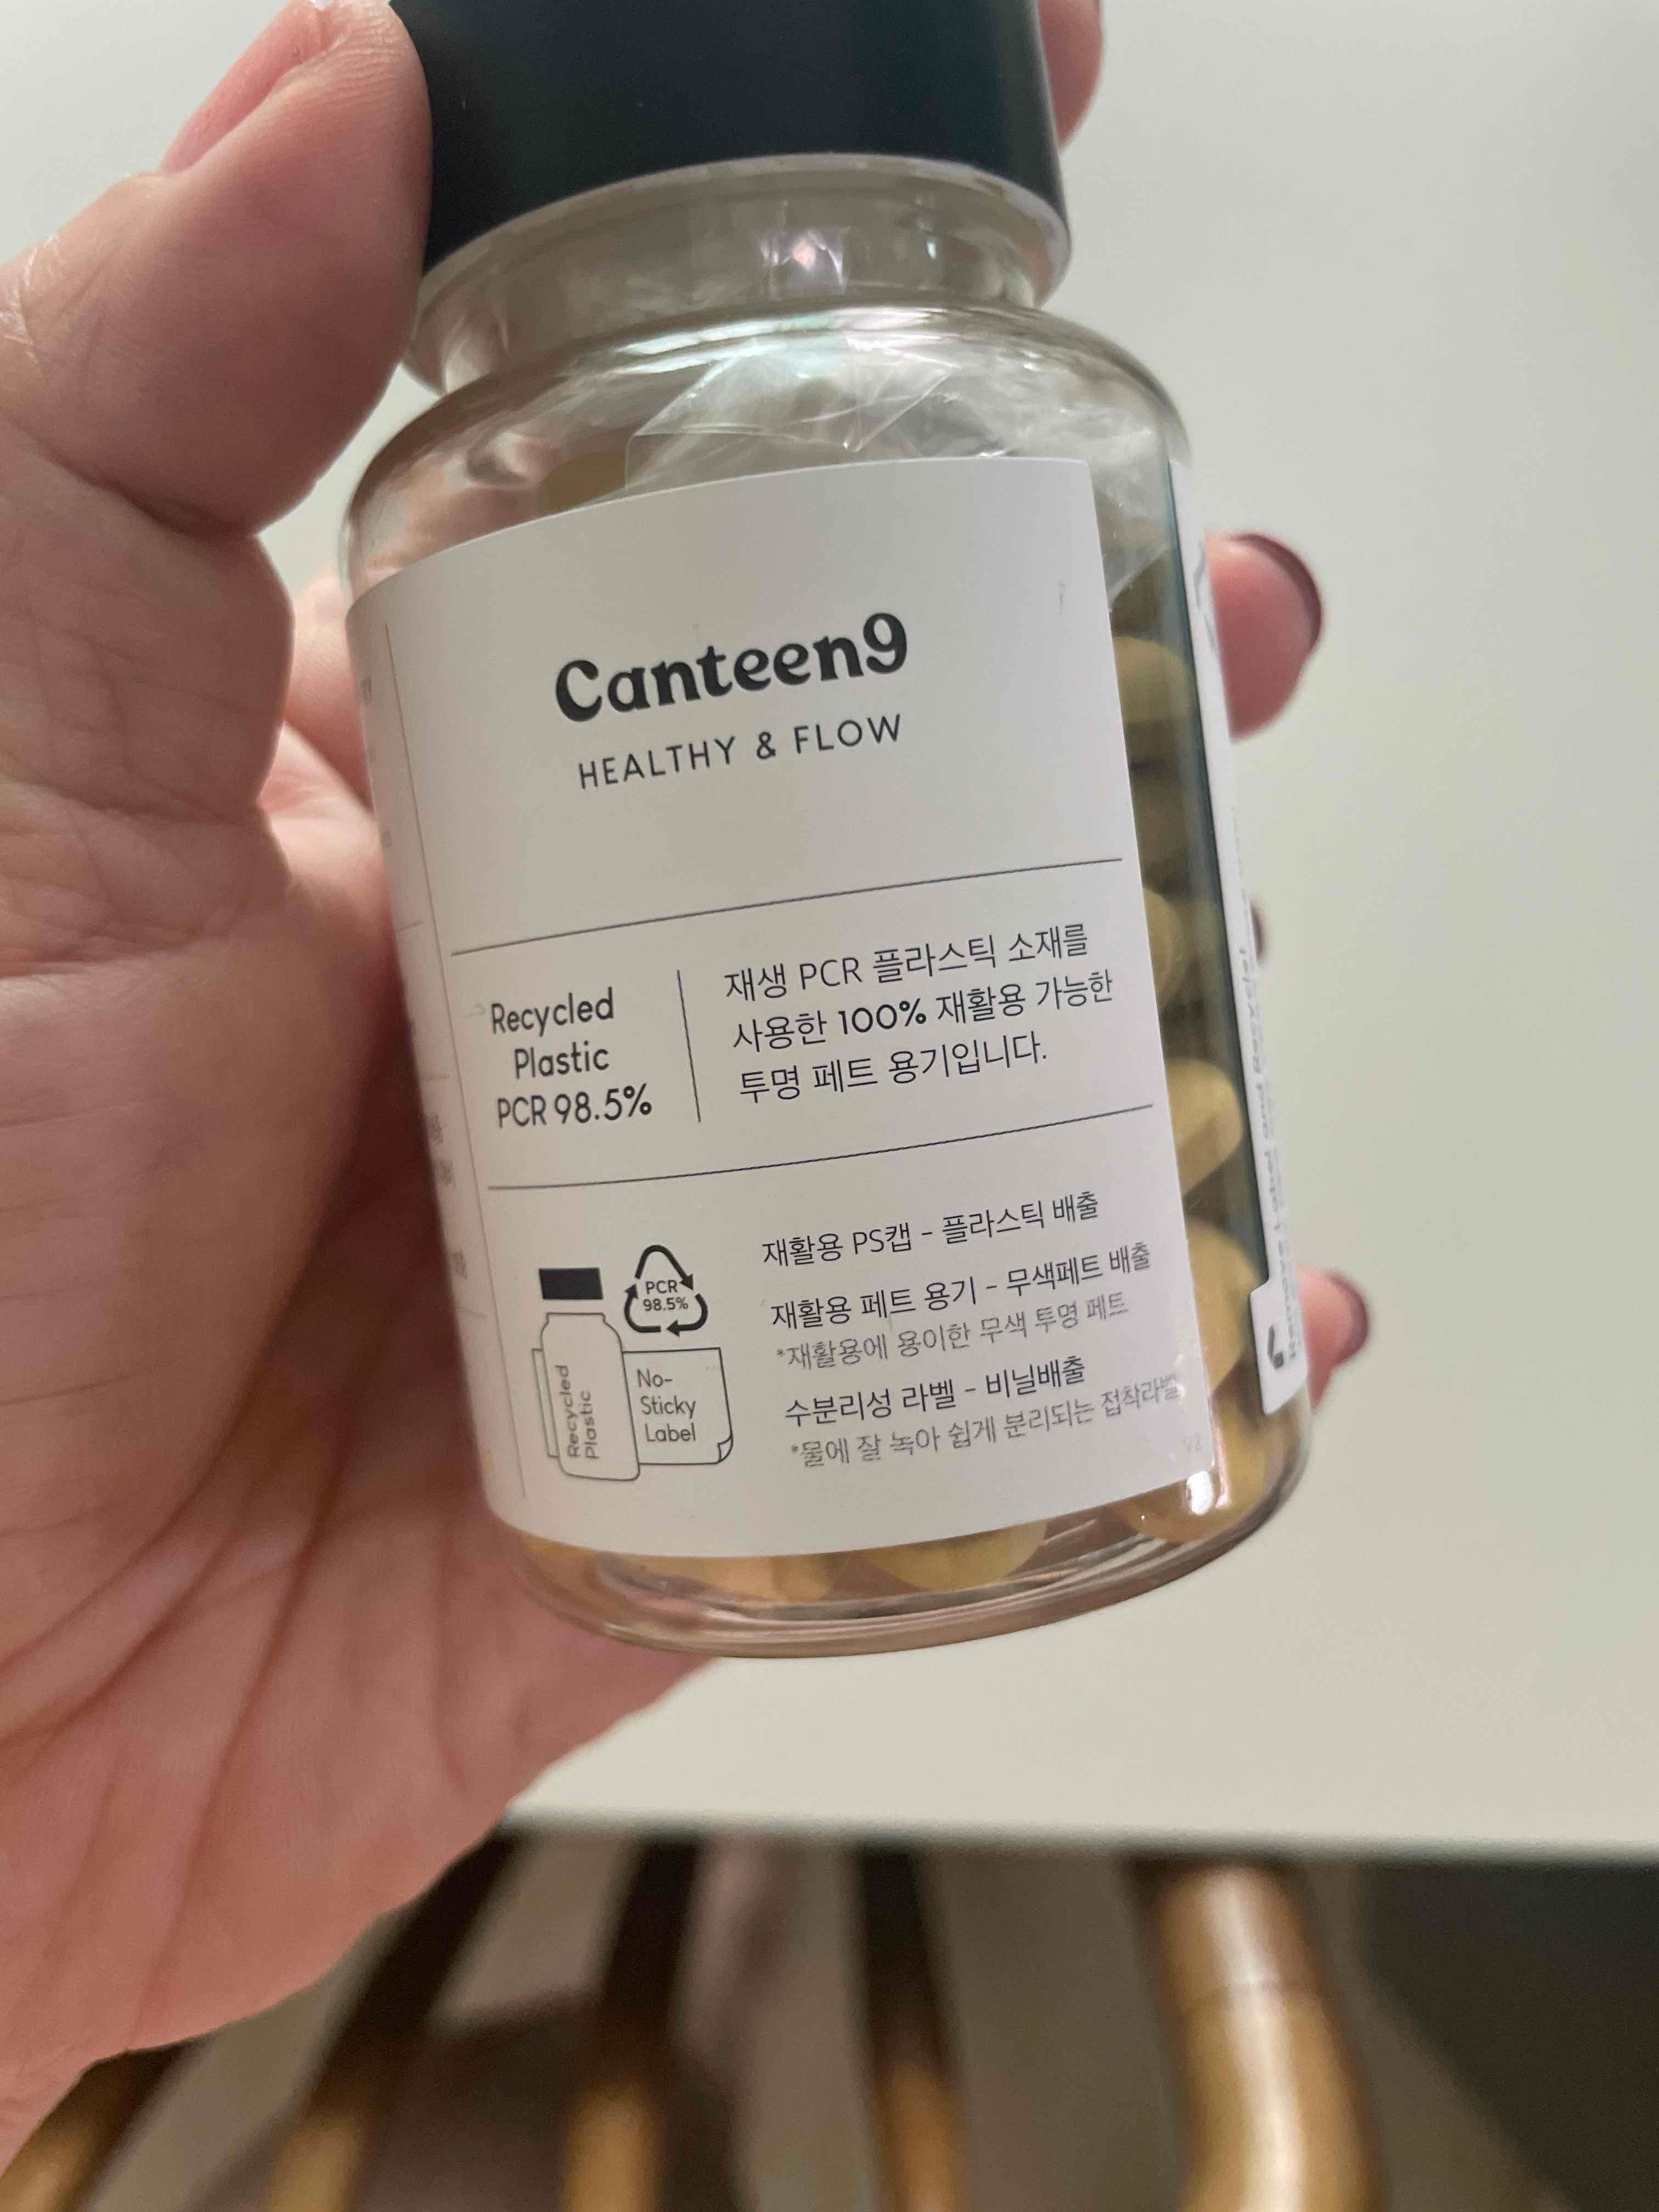 Canteen9
HEALTHY & FLOW
Recycled
Plastic
PCR 98.5%
재생 PCR 플라스틱 소재를
사용한 100% 재활용 가능한
투명 페트 용기입니다.
PCR
98.5%
Recycled
Plastic
No-
Sticky
Label
재활용 PS캡 - 플라스틱 배출
재활용 페트 용기 - 무색페트 배출
*재활용에 용이한 무색 투명 페트
수분리성 라벨 - 비닐배출
*물에 잘 녹아 쉽게 분리되는 접착라벨
V2
Remove Label and Recycle!